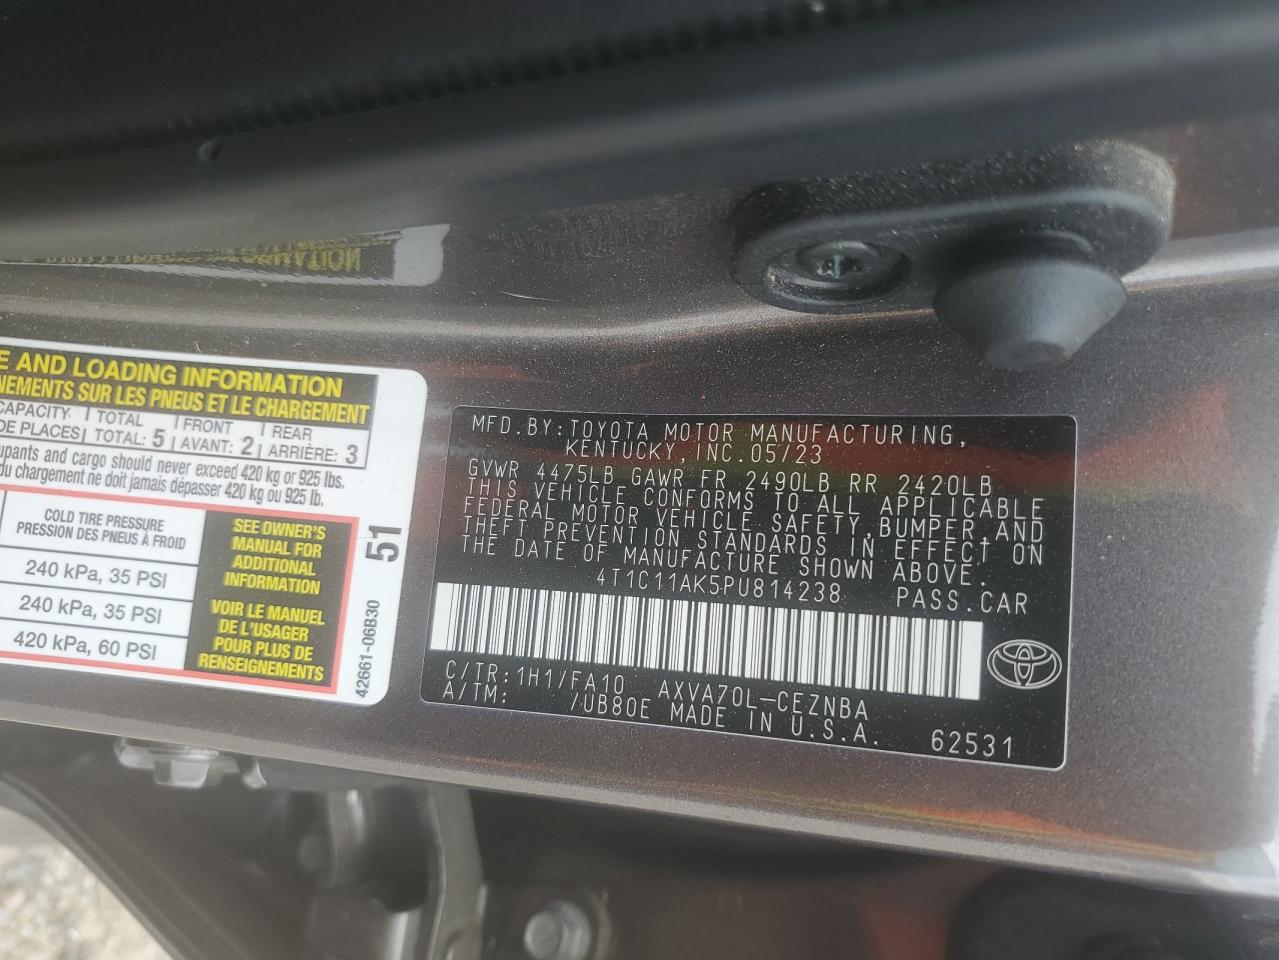 E AND LOADING INFORMATION
NEMENTS SUR LES PNEUS ET LE CHARGEMENT
CAPACITY TOTAL FRONT REAR
DE PLACES TOTAL: 5 AVANT: 2 ARRIÈRE: 3
upants and cargo should never exceed 420 kg or 925 lbs.
du chargement ne doit jamais dépasser 420 kg ou 925 lb.
COLD TIRE PRESSURE
PRESSION DES PNEUS À FROID
240 kPa, 35 PSI
240 kPa, 35 PSI
420 kPa, 60 PSI
SEE OWNER'S
MANUAL FOR
ADDITIONAL
INFORMATION
VOIR LE MANUEL
DE L'USAGER
POUR PLUS DE
RENSEIGNEMENTS
51
42661-06B30
MFD.BY:TOYOTA MOTOR MANUFACTURING,
KENTUCKY,INC.05/23
GVWR 4475LB GAWR FR 2490LB RR 2420LB
THIS VEHICLE CONFORMS TO ALL APPLICABLE
FEDERAL MOTOR VEHICLE SAFETY,BUMPER,AND
THEFT PREVENTION STANDARDS IN EFFECT ON
THE DATE OF MANUFACTURE SHOWN ABOVE.
4T1C11AK5PU814238 PASS.CAR
C/TR:1H1/FA10 AXVA70L-CEZNBA
A/TM: /UB80E MADE IN U.S.A. 62531